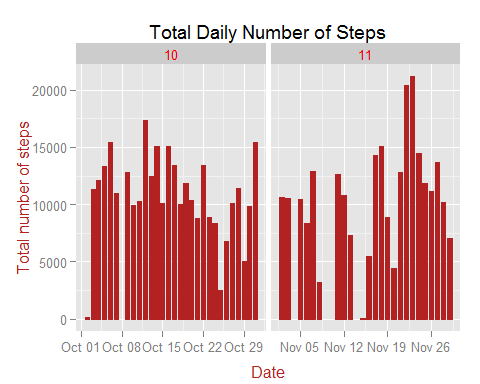 Total Daily Number of Steps
10 11
Total number of steps
20000
15000
10000
5000
0
Oct 01 Oct 08 Oct 15 Oct 22 Oct 29 Nov 05 Nov 12 Nov 19 Nov 26
Date